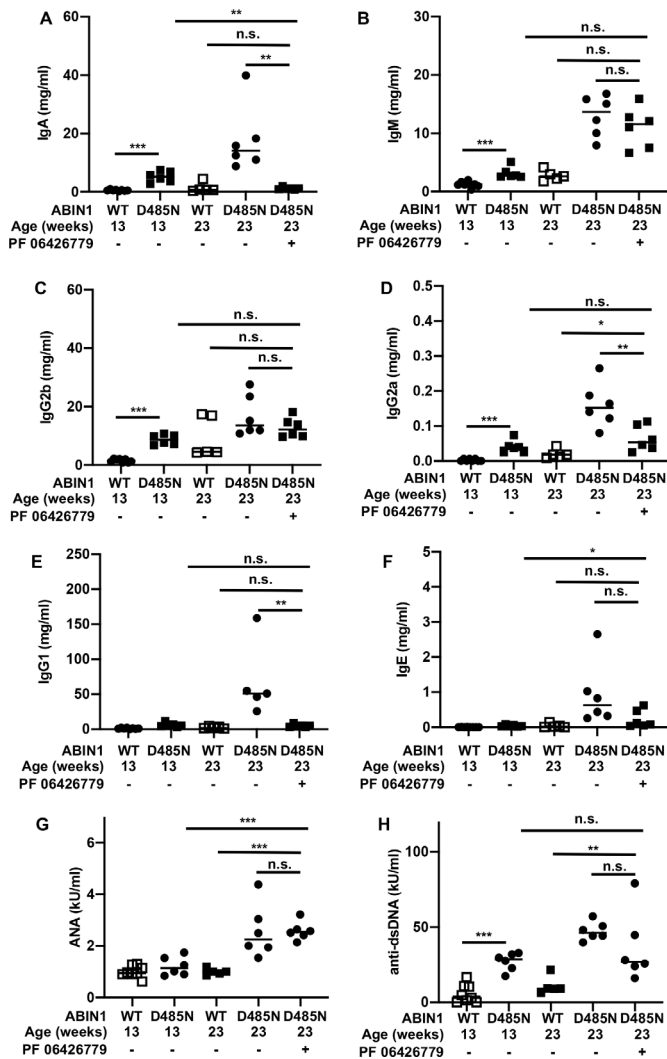 A
B
**
n.s.
n.s.
n.s.
**
n.s.
***
***
IgA (mg/ml)
IgM (mg/ml)
60
40
20
0
30
20
10
0
ABIN1 WT D485N WT D485N D485N
Age (weeks) 13 13 23 23 23
PF 06426779 - - - - +
ABIN1 WT D485N WT D485N D485N
Age (weeks) 13 13 23 23 23
PF 06426779 - - - - +
C
D
n.s.
n.s.
n.s.
*
n.s.
**
***
***
IgG2b (mg/ml)
IgG2a (mg/ml)
60
40
20
0
0.5
0.4
0.3
0.2
0.1
0.0
ABIN1 WT D485N WT D485N D485N
Age (weeks) 13 13 23 23 23
PF 06426779 - - - - +
ABIN1 WT D485N WT D485N D485N
Age (weeks) 13 13 23 23 23
PF 06426779 - - - - +
E
F
n.s.
*
n.s.
n.s.
**
n.s.
IgG1 (mg/ml)
IgE (mg/ml)
250
200
150
100
50
0
5
4
3
2
1
0
ABIN1 WT D485N WT D485N D485N
Age (weeks) 13 13 23 23 23
PF 06426779 - - - - +
ABIN1 WT D485N WT D485N D485N
Age (weeks) 13 13 23 23 23
PF 06426779 - - - - +
G
H
***
n.s.
***
**
n.s.
n.s.
***
ANA (kU/ml)
anti-dsDNA (kU/ml)
6
4
2
0
100
50
0
ABIN1 WT D485N WT D485N D485N
Age (weeks) 13 13 23 23 23
PF 06426779 - - - - +
ABIN1 WT D485N WT D485N D485N
Age (weeks) 13 13 23 23 23
PF 06426779 - - - - +